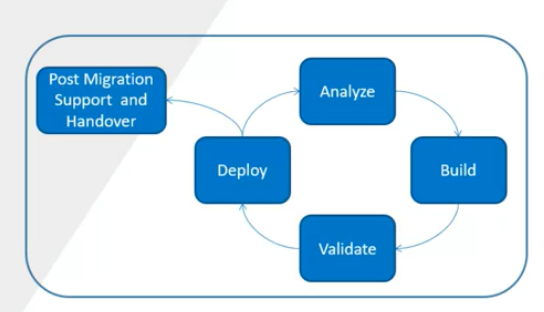 Post Migration
Support and
Handover
Analyze
Deploy
Build
Validate